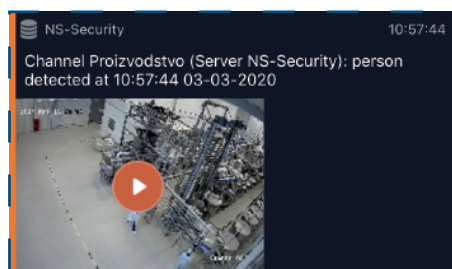 NS-Security 10:57:44
Channel Proizvodstvo (Server NS-Security): person
detected at 10:57:44 03-03-2020